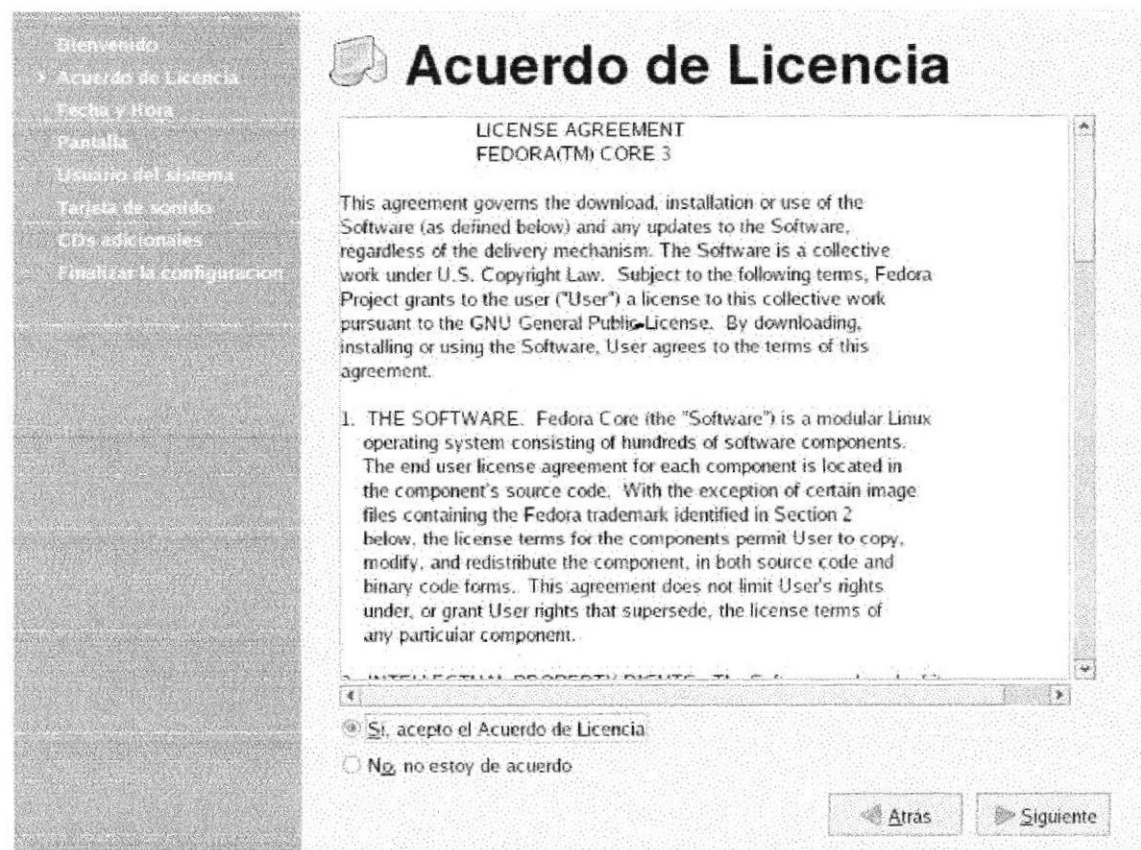 Bienvenido
Acuerdo de Licencia
Fecha y Hora
Pantalla
Usuario del sistema
Tarjeta de sonido
CDs adicionales
Finalizar la configuracion
Acuerdo de Licencia
LICENSE AGREEMENT
FEDORA(TM) CORE 3
This agreement governs the download, installation or use of the
Software (as defined below) and any updates to the Software,
regardless of the delivery mechanism. The Software is a collective
work under U.S. Copyright Law. Subject to the following terms, Fedora
Project grants to the user ("User") a license to this collective work
pursuant to the GNU General Public License. By downloading,
installing or using the Software, User agrees to the terms of this
agreement.
1. THE SOFTWARE. Fedora Core (the "Software") is a modular Linux
operating system consisting of hundreds of software components.
The end user license agreement for each component is located in
the component's source code. With the exception of certain image
files containing the Fedora trademark identified in Section 2
below, the license terms for the components permit User to copy,
modify, and redistribute the component, in both source code and
binary code forms. This agreement does not limit User's rights
under, or grant User rights that supersede, the license terms of
any particular component.
2. INTELLECTUAL PROPERTY RIGHTS. The Software
Sí, acepto el Acuerdo de Licencia
No, no estoy de acuerdo
Atrás
Siguiente